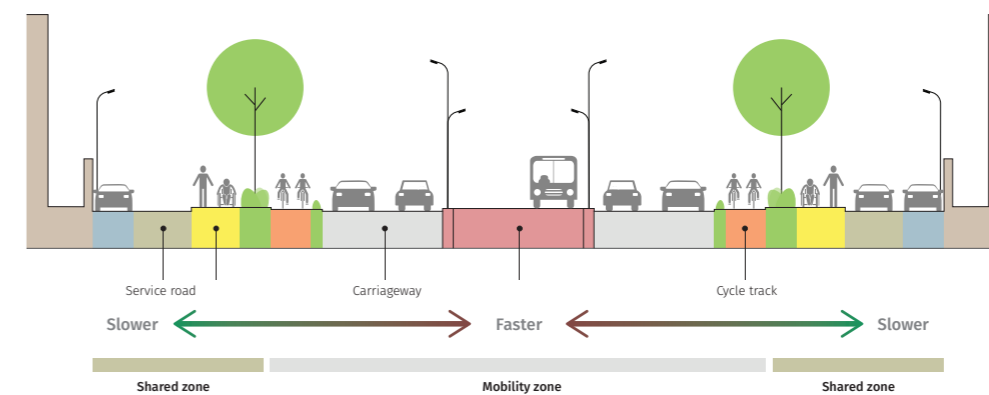 Service road
Carriageway
Cycle track
Slower
Faster
Slower
Shared zone
Mobility zone
Shared zone